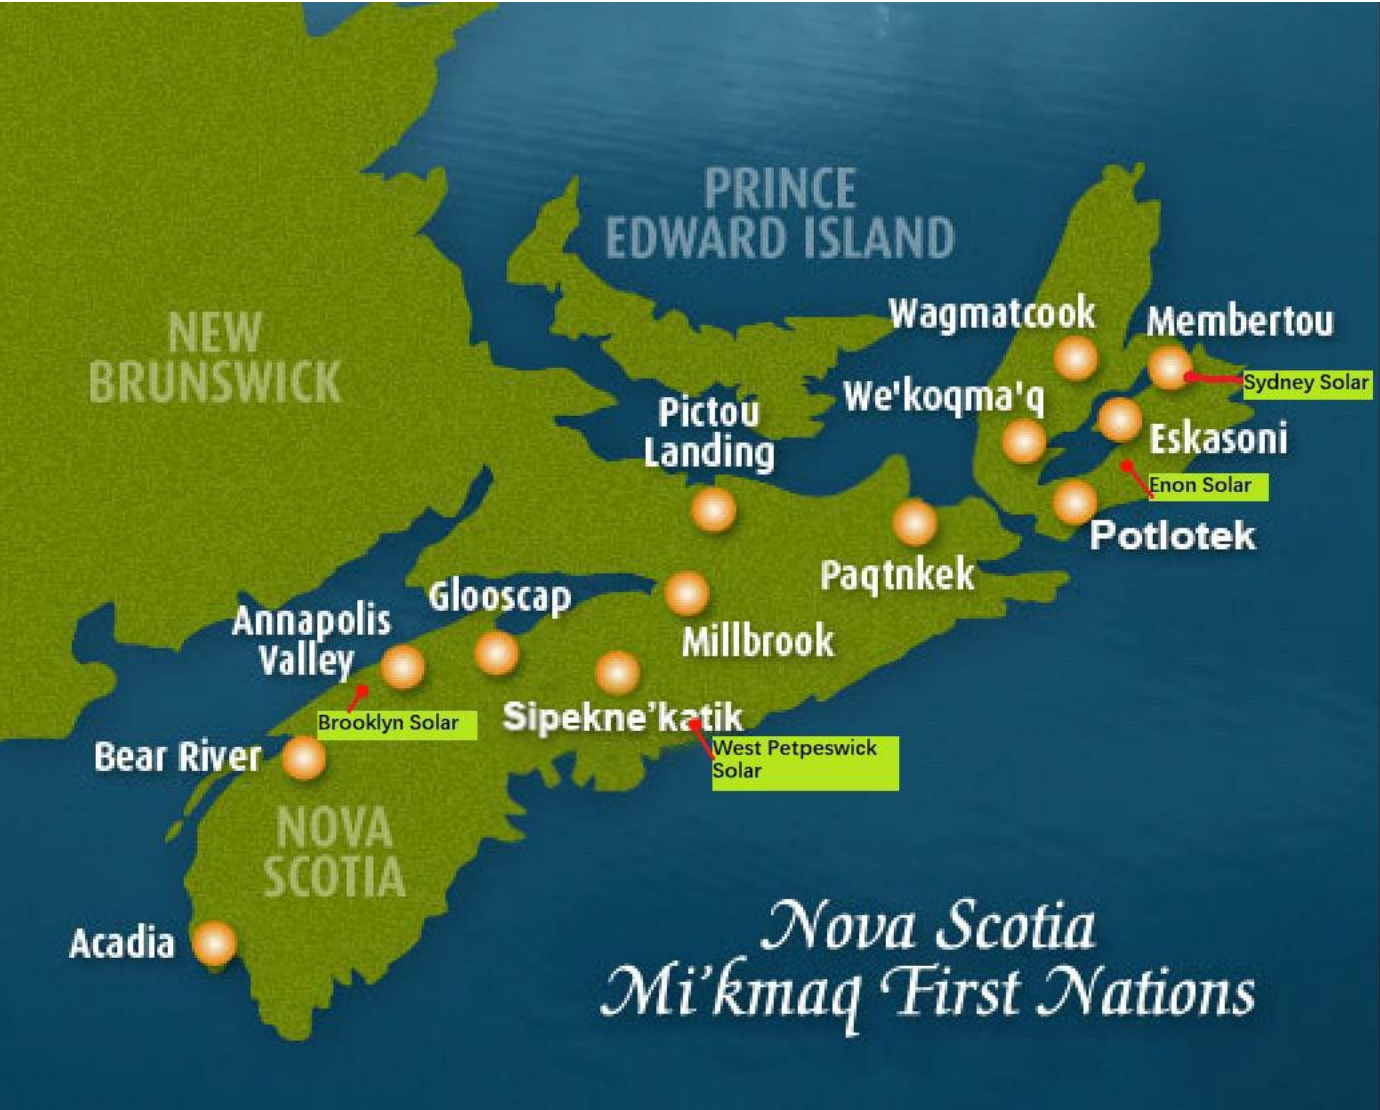 PRINCE
EDWARD ISLAND
NEW
BRUNSWICK
Wagmatcook
Membertou
Sydney Solar
We'koqma'q
Pictou
Landing
Eskasoni
Enon Solar
Potlotek
Paqtnkek
Glooscap
Annapolis
Valley
Millbrook
Brooklyn Solar
Sipekne’katik
West Petpeswick
Solar
Bear River
NOVA
SCOTIA
Acadia
Nova Scotia
Mi’kmaq First Nations